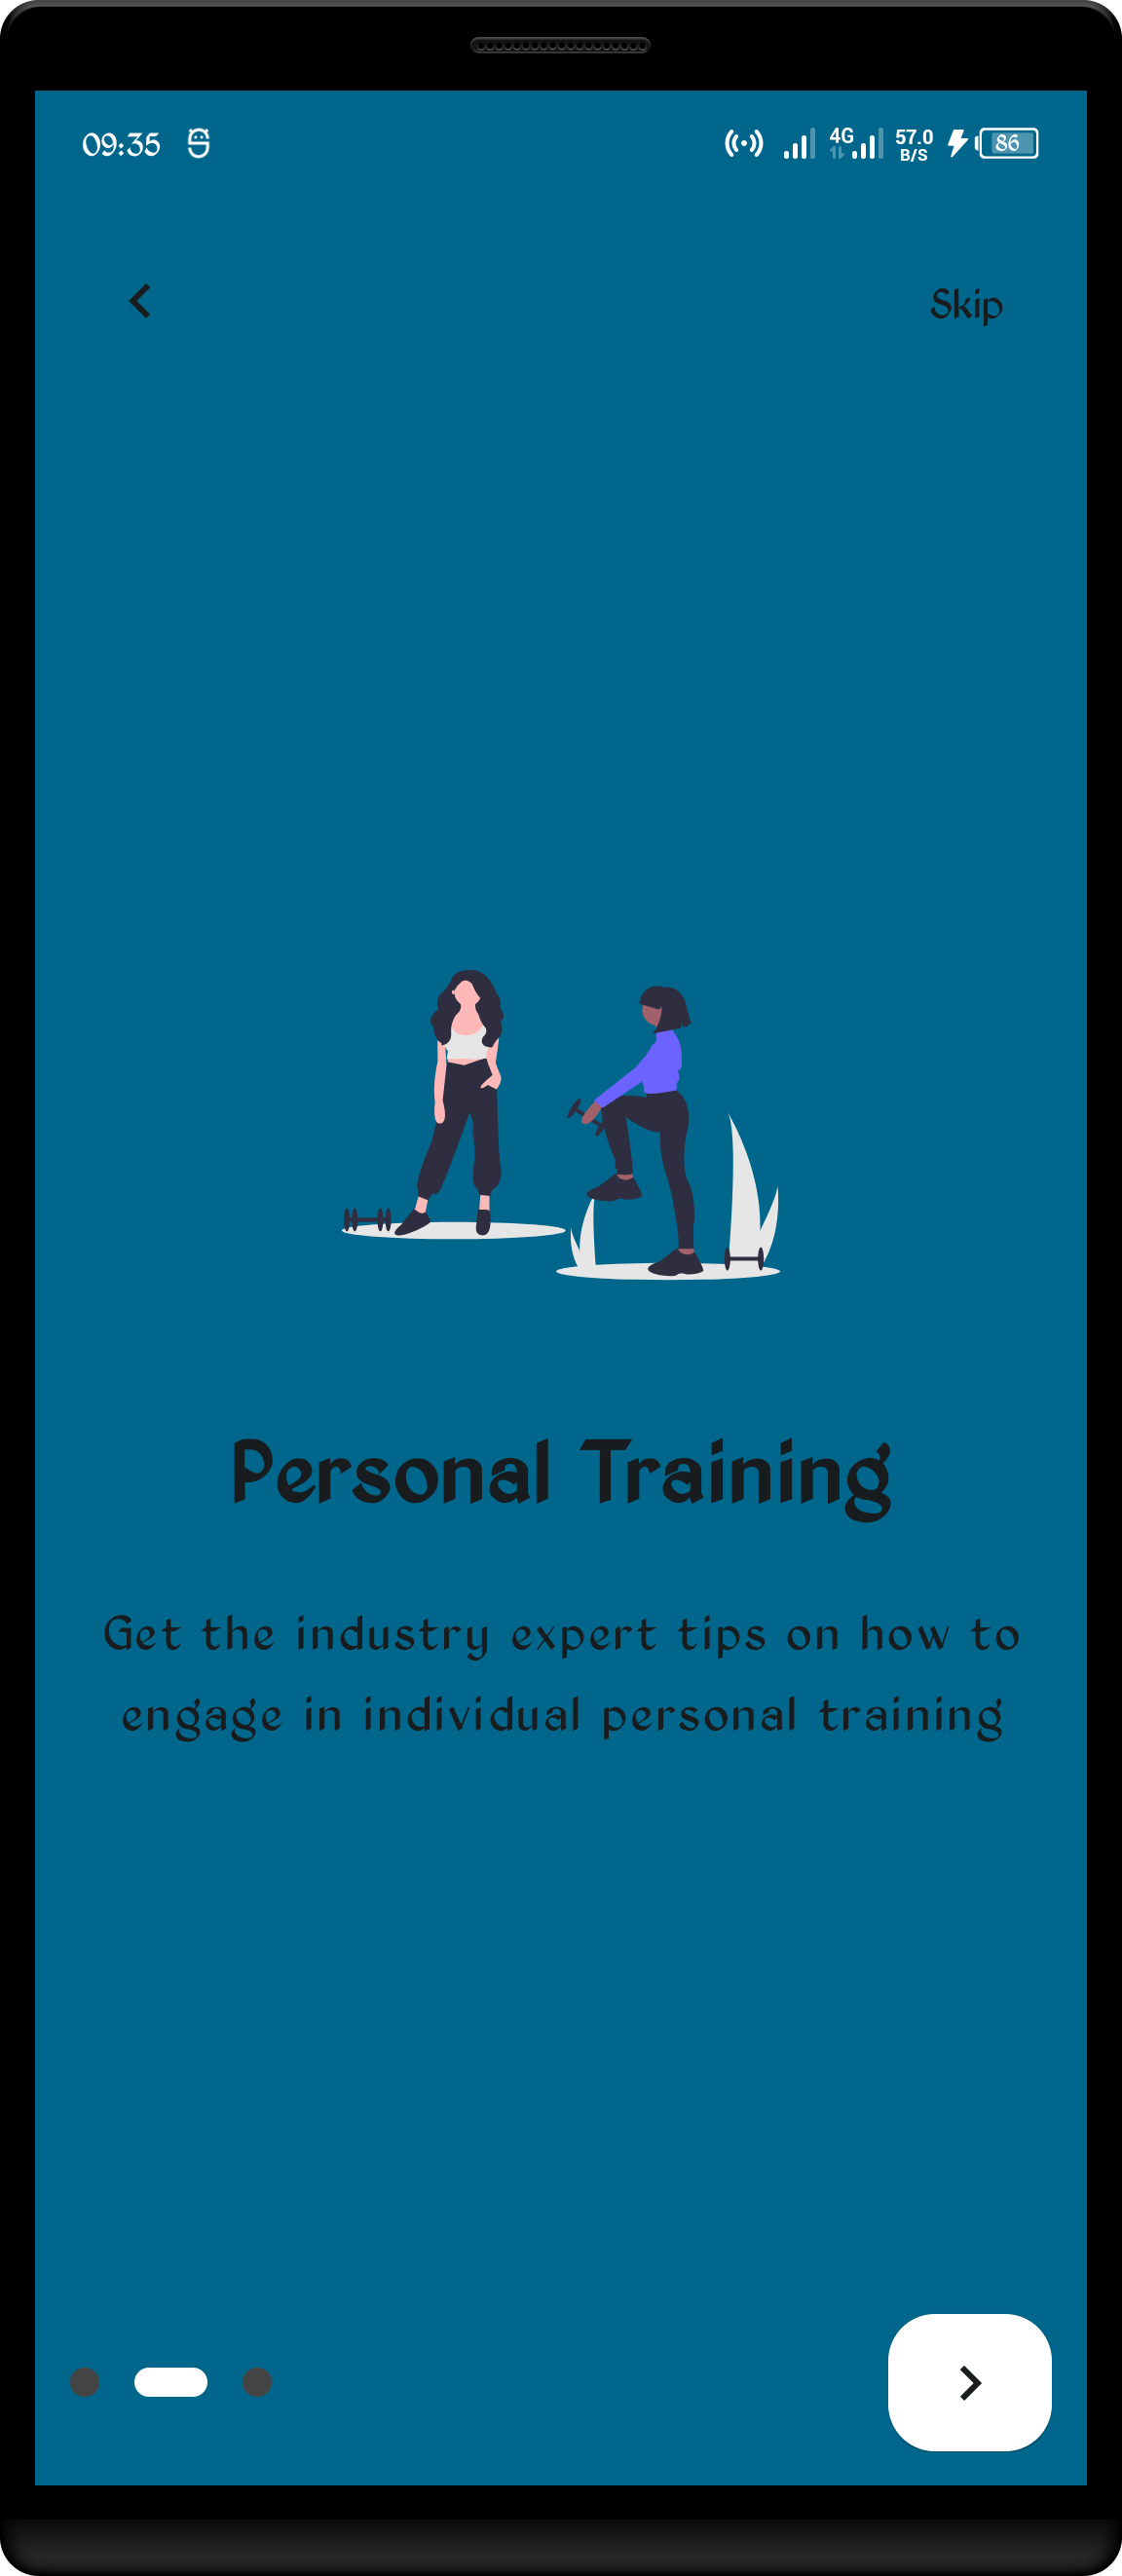 09:35 4G 57.0 B/S 86
Skip
Personal Training
Get the industry expert tips on how to
engage in individual personal training